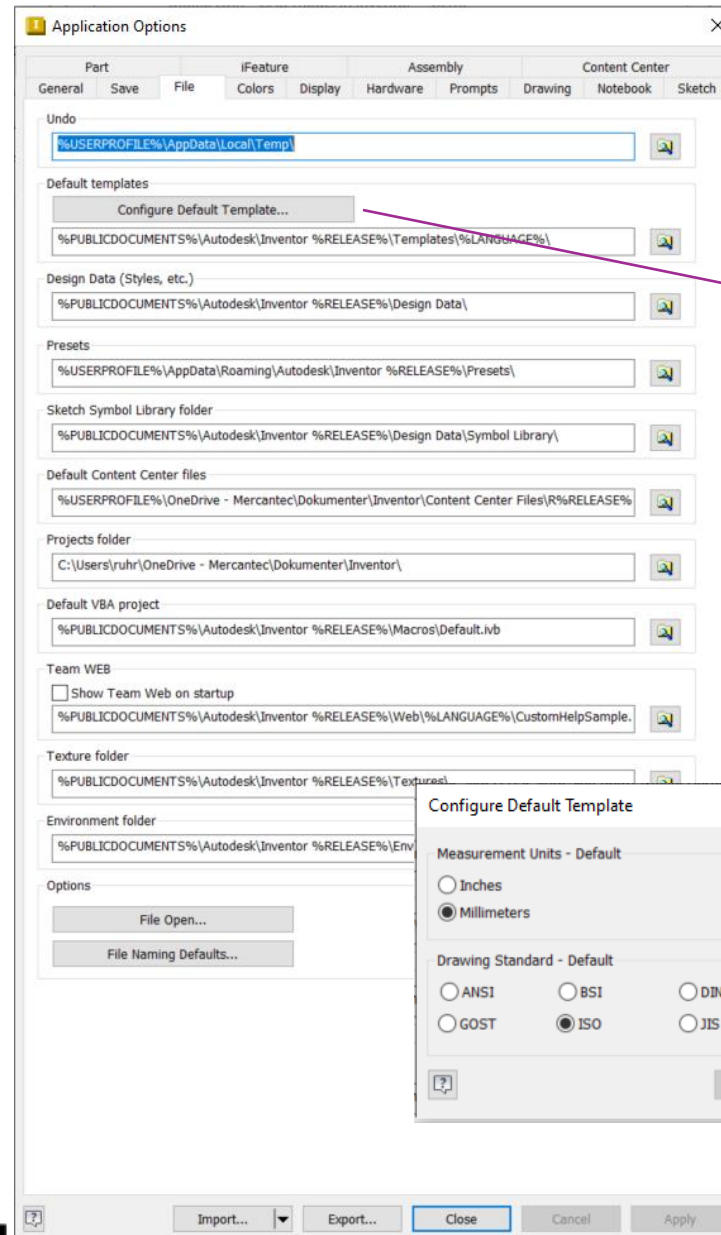 Application Options
Part iFeature Assembly Content Center
General Save File Colors Display Hardware Prompts Drawing Notebook Sketch
Undo
%USERPROFILE%\AppData\Local\Temp\
Default templates
Configure Default Template...
%PUBLICDOCUMENTS%\Autodesk\Inventor %RELEASE%\Templates\%LANGUAGE%\
Design Data (Styles, etc.)
%PUBLICDOCUMENTS%\Autodesk\Inventor %RELEASE%\Design Data\
Presets
%USERPROFILE%\AppData\Roaming\Autodesk\Inventor %RELEASE%\Presets\
Sketch Symbol Library folder
%PUBLICDOCUMENTS%\Autodesk\Inventor %RELEASE%\Design Data\Symbol Library\
Default Content Center files
%USERPROFILE%\OneDrive - Mercantec\Dokumenter\Inventor\Content Center Files\R%RELEASE%
Projects folder
C:\Users\ruhr\OneDrive - Mercantec\Dokumenter\Inventor\
Default VBA project
%PUBLICDOCUMENTS%\Autodesk\Inventor %RELEASE%\Macros\Default.ivb
Team WEB
Show Team Web on startup
%PUBLICDOCUMENTS%\Autodesk\Inventor %RELEASE%\Web\%LANGUAGE%\CustomHelpSample.
Texture folder
%PUBLICDOCUMENTS%\Autodesk\Inventor %RELEASE%\Textures\
Environment folder
%PUBLICDOCUMENTS%\Autodesk\Inventor %RELEASE%\Env
Options
File Open...
File Naming Defaults...
Configure Default Template
Measurement Units - Default
Inches
Millimeters
Drawing Standard - Default
ANSI BSI DIN
GOST ISO JIS
Import... Export... Close Cancel Apply